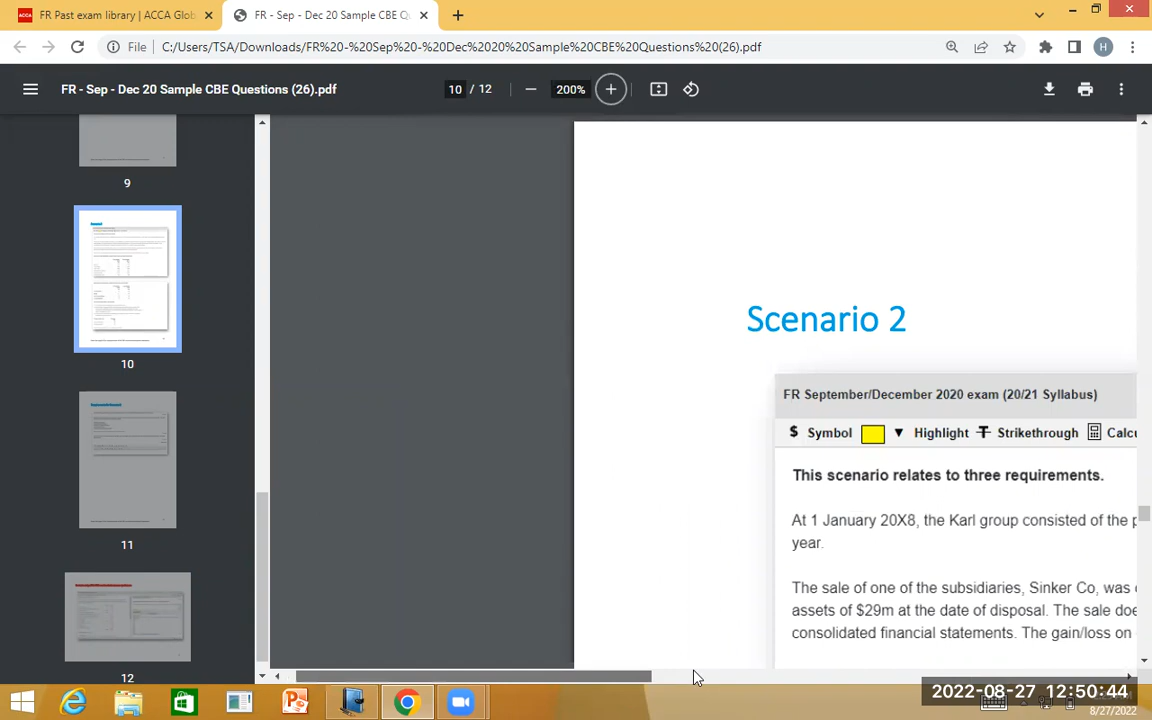 FR Past exam library | ACCA Glob
FR - Sep - Dec 20 Sample CBE Qu
File
C:/Users/TSA/Downloads/FR%20-%20Sep%20-%20Dec%2020%20Sample%20CBE%20Questions%20(26).pdf
H
FR - Sep - Dec 20 Sample CBE Questions (26).pdf
10 / 12
200%
9
10
11
12
Scenario 2
FR September/December 2020 exam (20/21 Syllabus)
$ Symbol Highlight Strikethrough Calcu
This scenario relates to three requirements.
At 1 January 20X8, the Karl group consisted of the p
year.
The sale of one of the subsidiaries, Sinker Co, was
assets of $29m at the date of disposal. The sale doe
consolidated financial statements. The gain/loss on
2022-08-27 12:50:44
8/27/2022